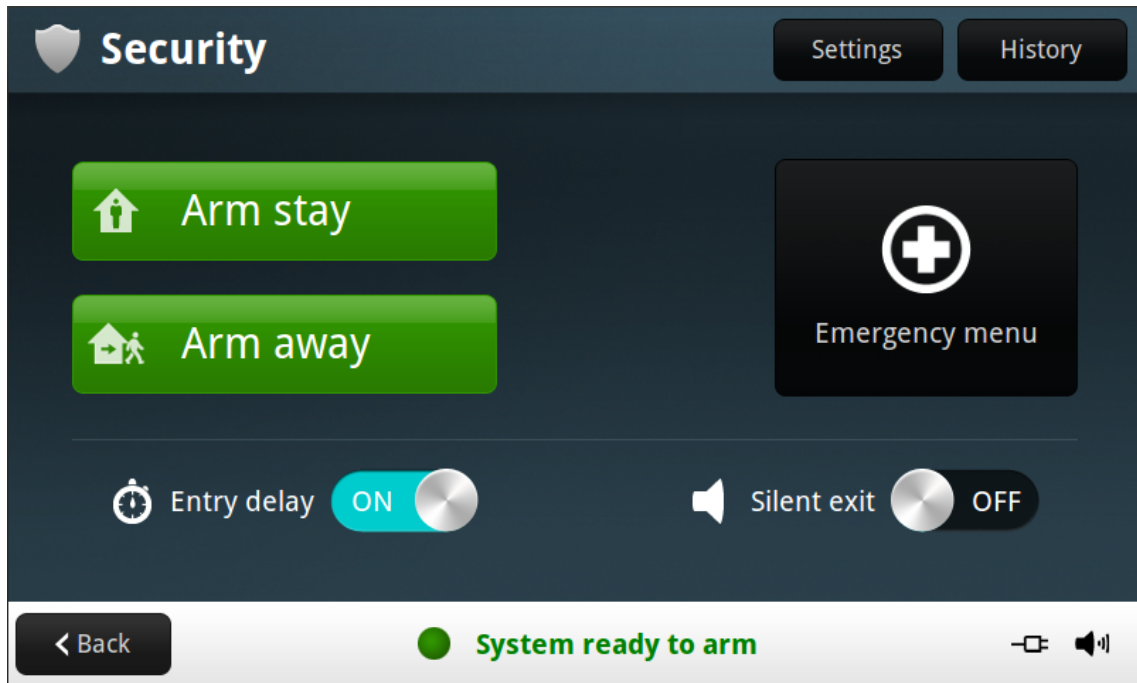 Security
Settings
History
Arm stay
Arm away
Emergency menu
Entry delay
ON
Silent exit
OFF
Back
System ready to arm